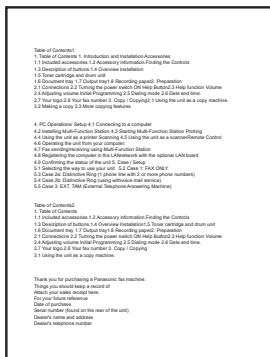 Table of Contents1.
1. Table of Contents 1. Introduction and Installation Accessories
1.1 Included accessories.1.2 Accessory information.Finding the Controls
1.3 Description of buttons.1.4 Overview Installation
1.5 Toner cartridge and drum unit
1.6 Document tray 1.7 Output tray1.8 Recording paper2. Preparation
2.1 Connections 2.2 Turning the power switch ON Help Button2.3 Help function Volume
2.4 Adjusting volume Initial Programming 2.5 Dialing mode 2.6 Date and time.
2.7 Your logo.2.8 Your fax number 3. Copy / Copying3.1 Using the unit as a copy machine.
3.2 Making a copy 3.3 More copying features
4. PC Operations/ Setup 4.1 Connecting to a computer
4.2 Installing Multi-Function Station 4.3 Starting Multi-Function Station Printing
4.4 Using the unit as a printer Scanning 4.5 Using the unit as a scannerRemote Control
4.6 Operating the unit from your computer.
4.7 Fax sending/receiving using Multi-Function Station
4.8 Registering the computer in the LANnetwork with the optional LAN board
4.9 Confirming the status of the unit 5. Case / Setup
5.1 Selecting the way to use your unit 5.2 Case 1: FAX ONLY
5.3 Case 2a: Distinctive Ring (1 phone line with 2 or more phone numbers)
5.4 Case 2b: Distinctive Ring (using withvoice mail service)
5.5 Case 3: EXT. TAM (External Telephone Answering Machine)
Table of Contents2.
1. Table of Contents
1.1 Included accessories.1.2 Accessory information.Finding the Controls
1.3 Description of buttons.1.4 Overview Installation1.5 Toner cartridge and drum unit
1.6 Document tray 1.7 Output tray1.8 Recording paper2. Preparation
2.1 Connections 2.2 Turning the power switch ON Help Button2.3 Help function Volume
2.4 Adjusting volume Initial Programming 2.5 Dialing mode 2.6 Date and time.
2.7 Your logo.2.8 Your fax number 3. Copy / Copying
3.1 Using the unit as a copy machine.
Thank you for purchasing a Panasonic fax machine.
Things you should keep a record of
Attach your sales receipt here.
For your future reference
Date of purchase
Serial number (found on the rear of the unit)
Dealer's name and address
Dealer's telephone number